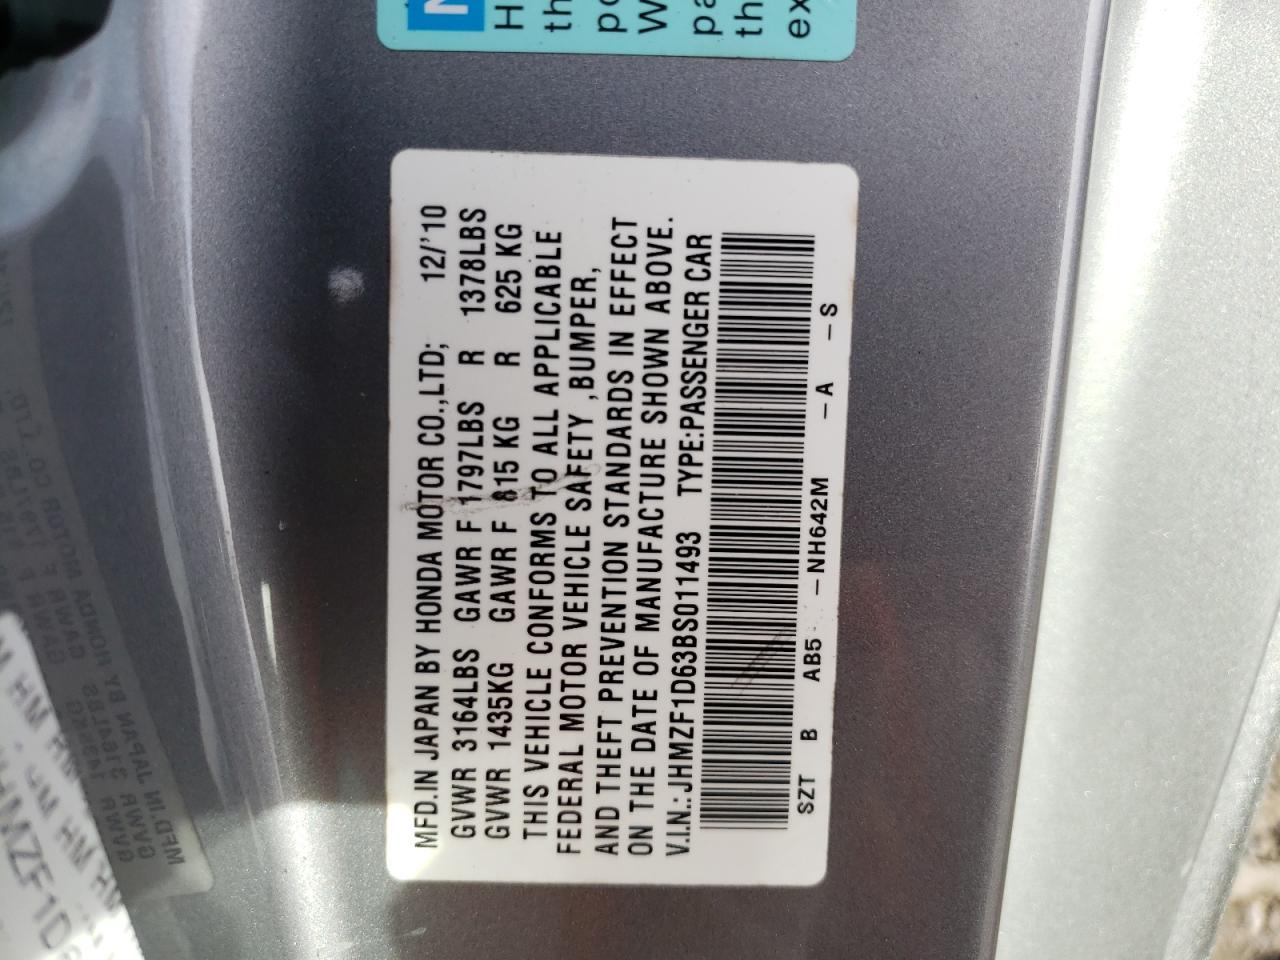 MFD.IN JAPAN BY HONDA MOTOR CO.,LTD; 12/'10
GVWR 3164LBS GAWR F 1797LBS R 1378LBS
GVWR 1435KG GAWR F 815 KG R 625 KG
THIS VEHICLE CONFORMS TO ALL APPLICABLE
FEDERAL MOTOR VEHICLE SAFETY ,BUMPER,
AND THEFT PREVENTION STANDARDS IN EFFECT
ON THE DATE OF MANUFACTURE SHOWN ABOVE.
V.I.N.: JHMZF1D63BS011493 TYPE:PASSENGER CAR
SZT B AB5 -NH642M -A -S